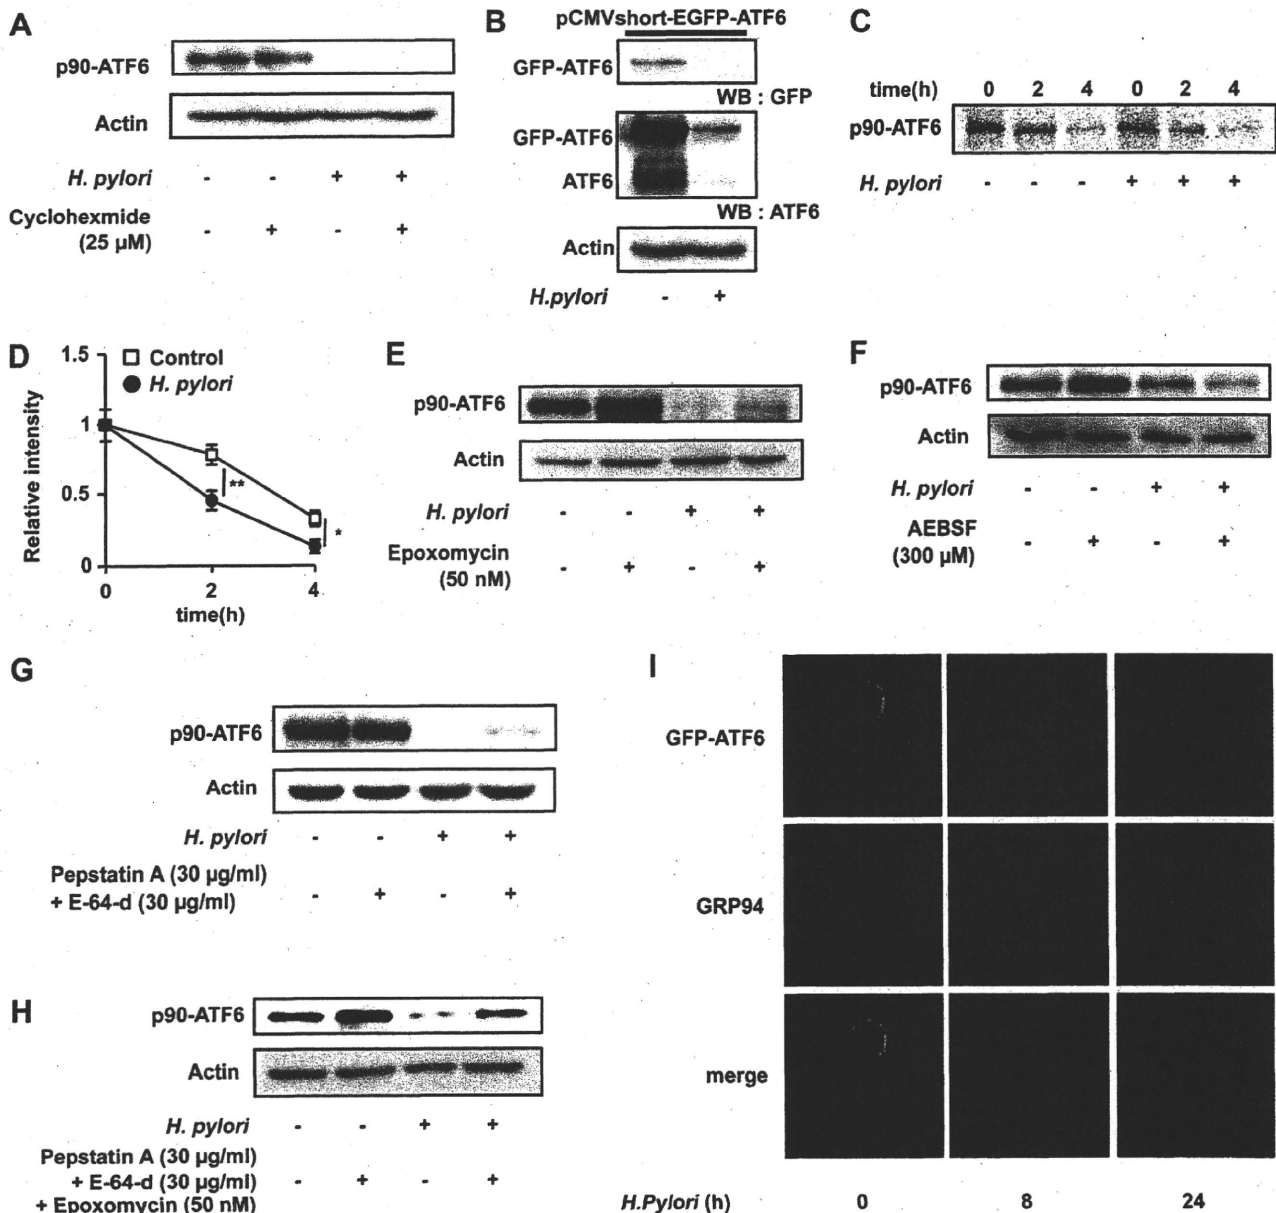 A
p90-ATF6
Actin
H. pylori - - + +
Cyclohexmide
(25 µM) - + - +
B
pCMVshort-EGFP-ATF6
GFP-ATF6
WB : GFP
GFP-ATF6
ATF6
WB : ATF6
Actin
H.pylori - +
C
time(h) 0 2 4 0 2 4
p90-ATF6
H. pylori - - - + + +
D
1.5
1
0.5
0
Relative intensity
Control
H. pylori
**
*
0 2 4
time(h)
E
p90-ATF6
Actin
H. pylori - - + +
Epoxomycin
(50 nM) - + - +
F
p90-ATF6
Actin
H. pylori - - + +
AEBSF
(300 µM) - + - +
G
p90-ATF6
Actin
H. pylori - - + +
Pepstatin A (30 µg/ml)
+ E-64-d (30 µg/ml) - + - +
H
p90-ATF6
Actin
H. pylori - - + +
Pepstatin A (30 µg/ml)
+ E-64-d (30 µg/ml) - + - +
+ Epoxomycin (50 nM)
I
GFP-ATF6
GRP94
merge
H.Pylori (h) 0 8 24